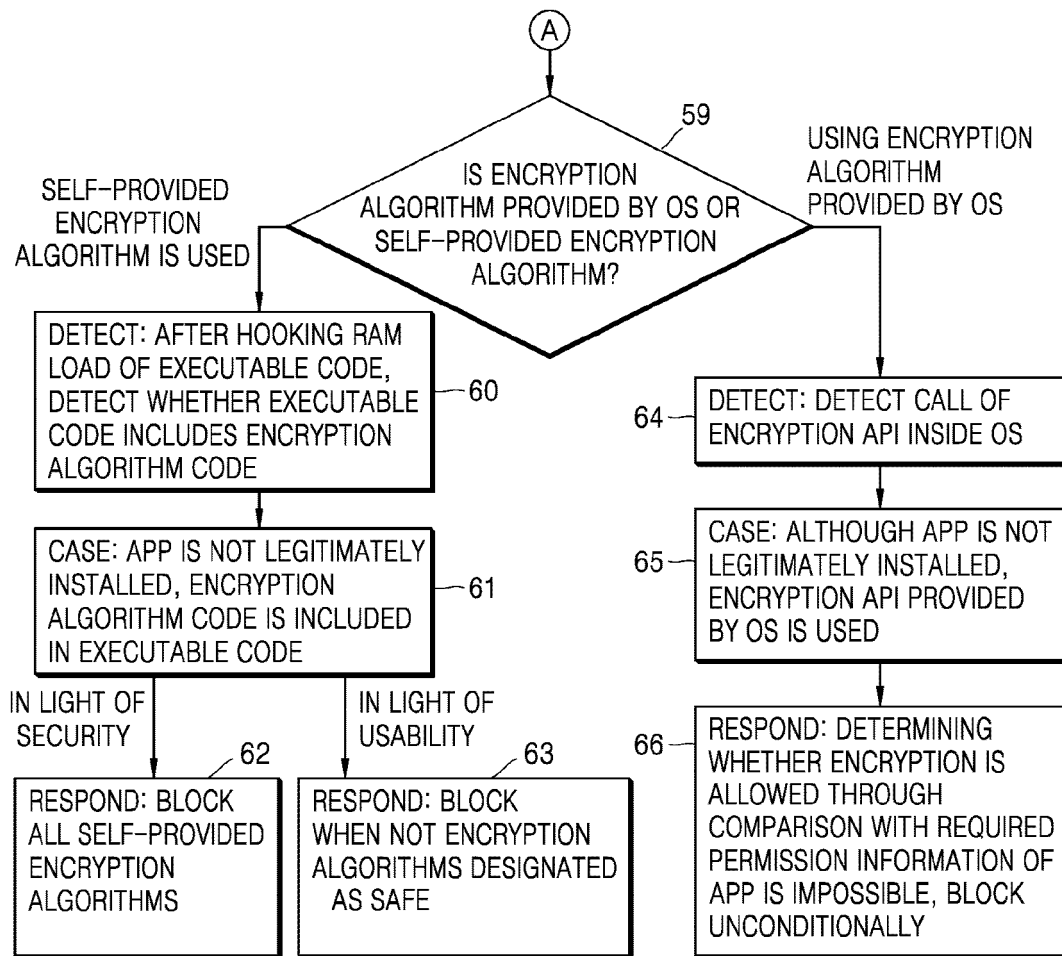 A
59
IS ENCRYPTION
ALGORITHM PROVIDED BY OS OR
SELF-PROVIDED ENCRYPTION
ALGORITHM?
SELF-PROVIDED
ENCRYPTION
ALGORITHM IS USED
USING ENCRYPTION
ALGORITHM
PROVIDED BY OS
DETECT: AFTER HOOKING RAM
LOAD OF EXECUTABLE CODE,
DETECT WHETHER EXECUTABLE
CODE INCLUDES ENCRYPTION
ALGORITHM CODE
60
CASE: APP IS NOT LEGITIMATELY
INSTALLED, ENCRYPTION
ALGORITHM CODE IS INCLUDED
IN EXECUTABLE CODE
61
IN LIGHT OF
SECURITY
IN LIGHT OF
USABILITY
62
RESPOND: BLOCK
ALL SELF-PROVIDED
ENCRYPTION
ALGORITHMS
63
RESPOND: BLOCK
WHEN NOT ENCRYPTION
ALGORITHMS DESIGNATED
AS SAFE
64
DETECT: DETECT CALL OF
ENCRYPTION API INSIDE OS
65
CASE: ALTHOUGH APP IS NOT
LEGITIMATELY INSTALLED,
ENCRYPTION API PROVIDED
BY OS IS USED
66
RESPOND: DETERMINING
WHETHER ENCRYPTION IS
ALLOWED THROUGH
COMPARISON WITH REQUIRED
PERMISSION INFORMATION OF
APP IS IMPOSSIBLE, BLOCK
UNCONDITIONALLY